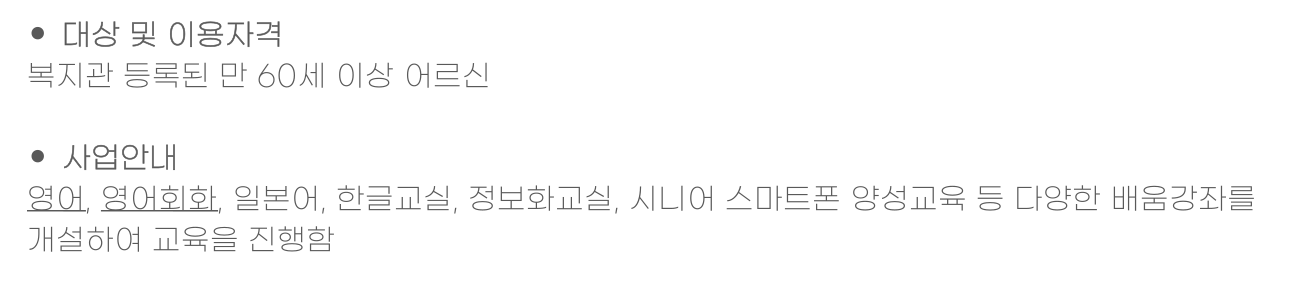 • 대상 및 이용자격
복지관 등록된 만 60세 이상 어르신
• 사업안내
영어, 영어회화, 일본어, 한글교실, 정보화교실, 시니어 스마트폰 양성교육 등 다양한 배움강좌를
개설하여 교육을 진행함